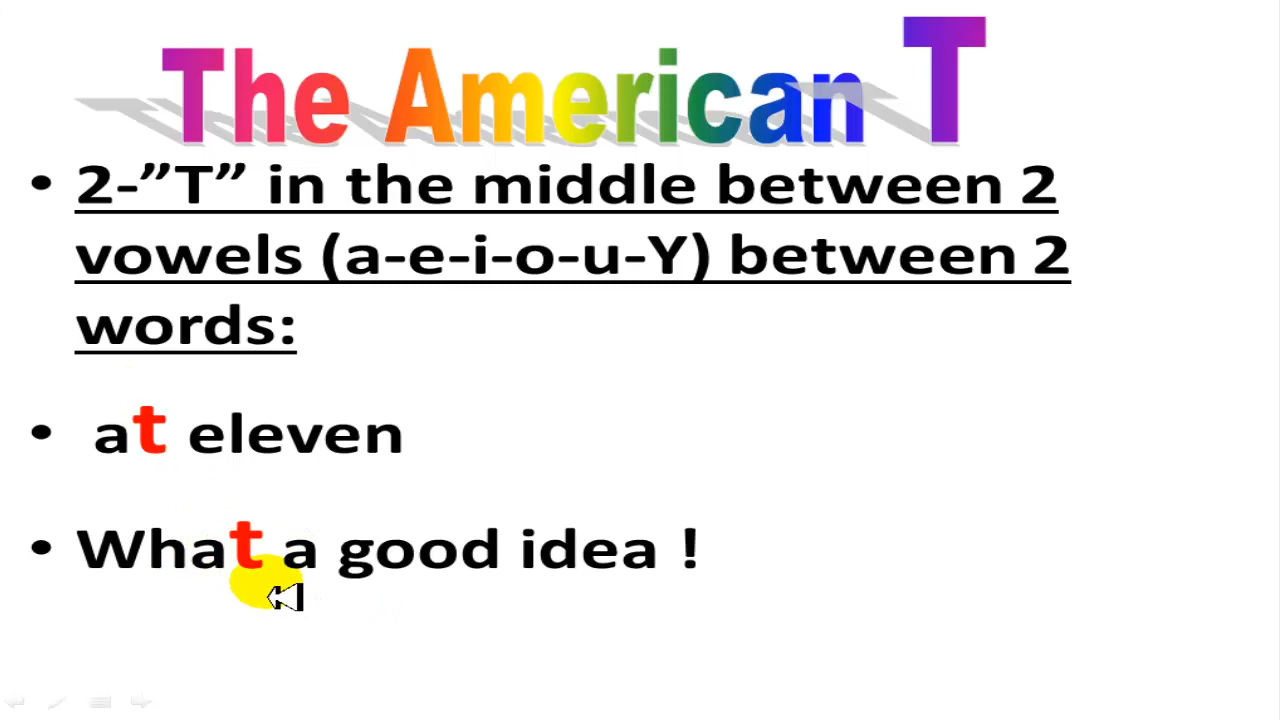 The American T
• 2-”T” in the middle between 2
vowels (a-e-i-o-u-Y) between 2
words:
• at eleven
• What a good idea !